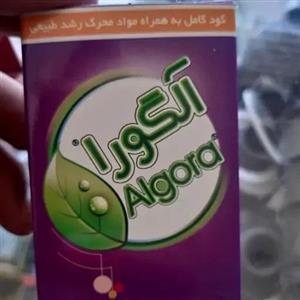 کود کامل به همراه مواد محرک رشد طبیعی
آلگورا
Algora